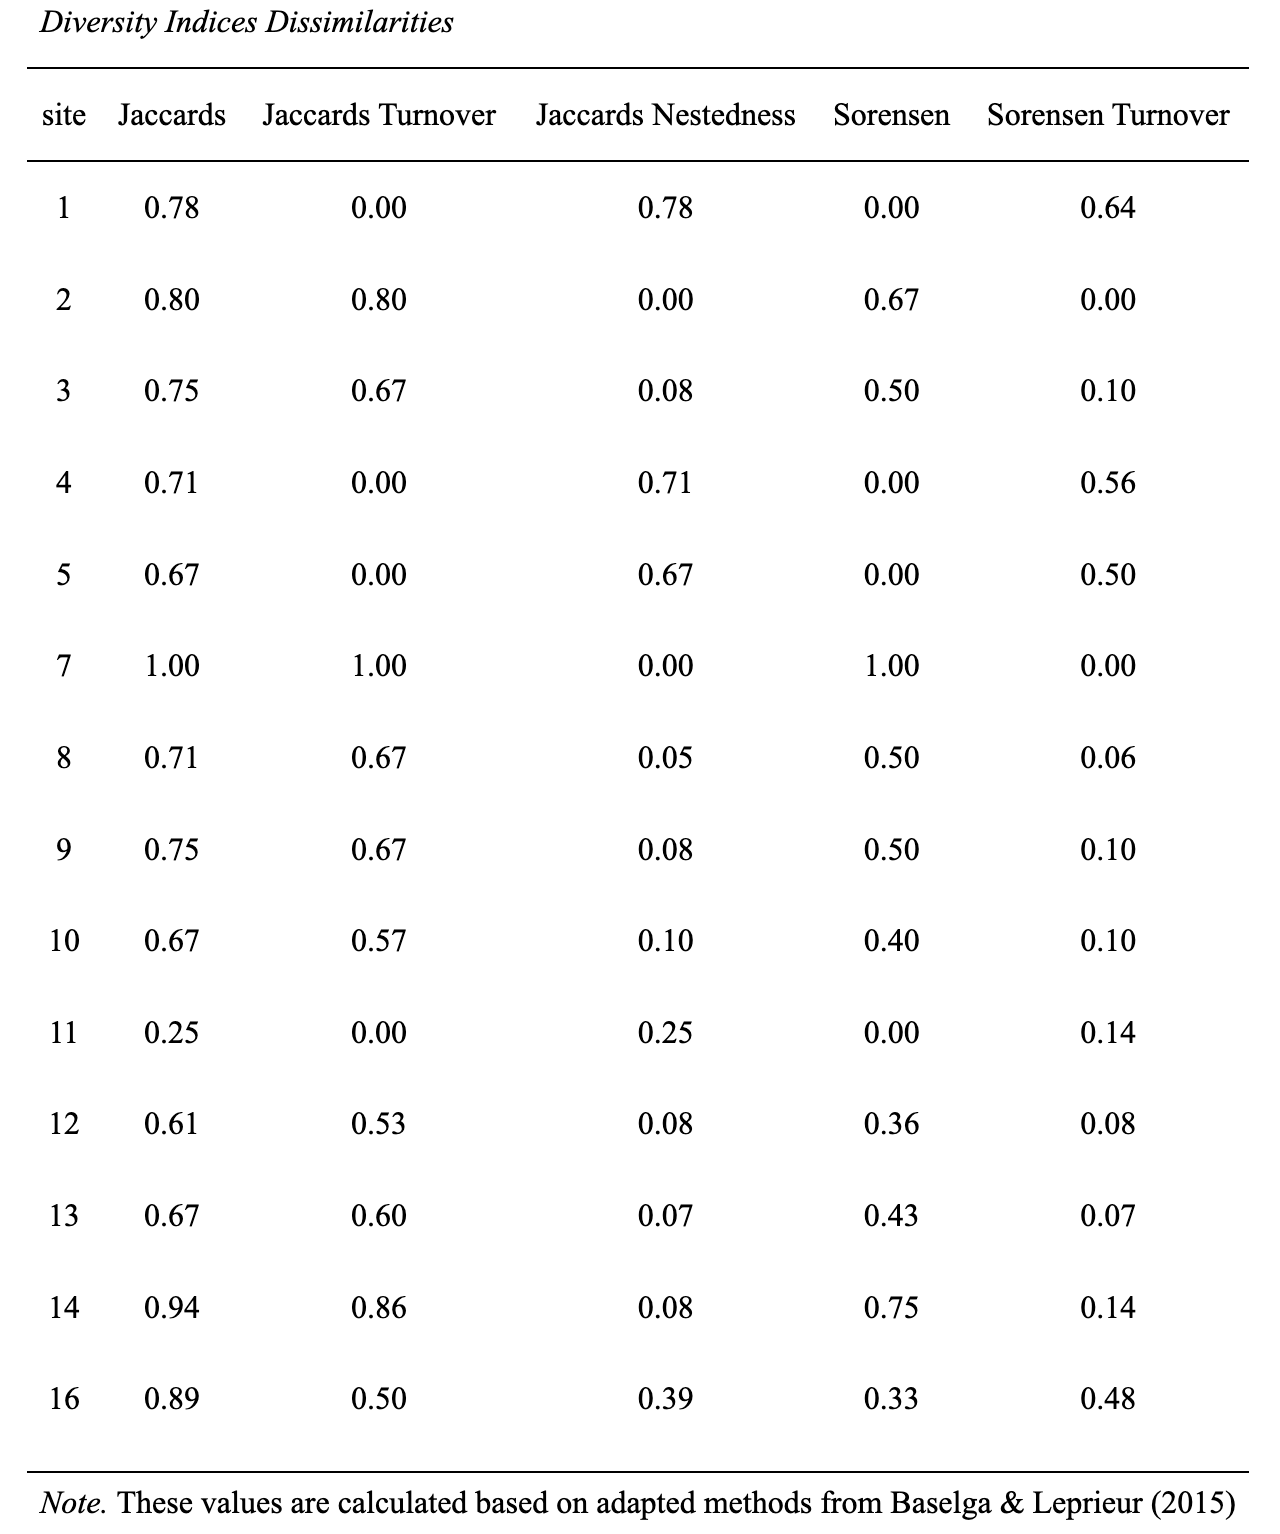 Diversity Indices Dissimilarities
site Jaccards Jaccards Turnover Jaccards Nestedness Sorensen Sorensen Turnover
1 0.78 0.00 0.78 0.00 0.64
2 0.80 0.80 0.00 0.67 0.00
3 0.75 0.67 0.08 0.50 0.10
4 0.71 0.00 0.71 0.00 0.56
5 0.67 0.00 0.67 0.00 0.50
7 1.00 1.00 0.00 1.00 0.00
8 0.71 0.67 0.05 0.50 0.06
9 0.75 0.67 0.08 0.50 0.10
10 0.67 0.57 0.10 0.40 0.10
11 0.25 0.00 0.25 0.00 0.14
12 0.61 0.53 0.08 0.36 0.08
13 0.67 0.60 0.07 0.43 0.07
14 0.94 0.86 0.08 0.75 0.14
16 0.89 0.50 0.39 0.33 0.48
Note. These values are calculated based on adapted methods from Baselga & Leprieur (2015)